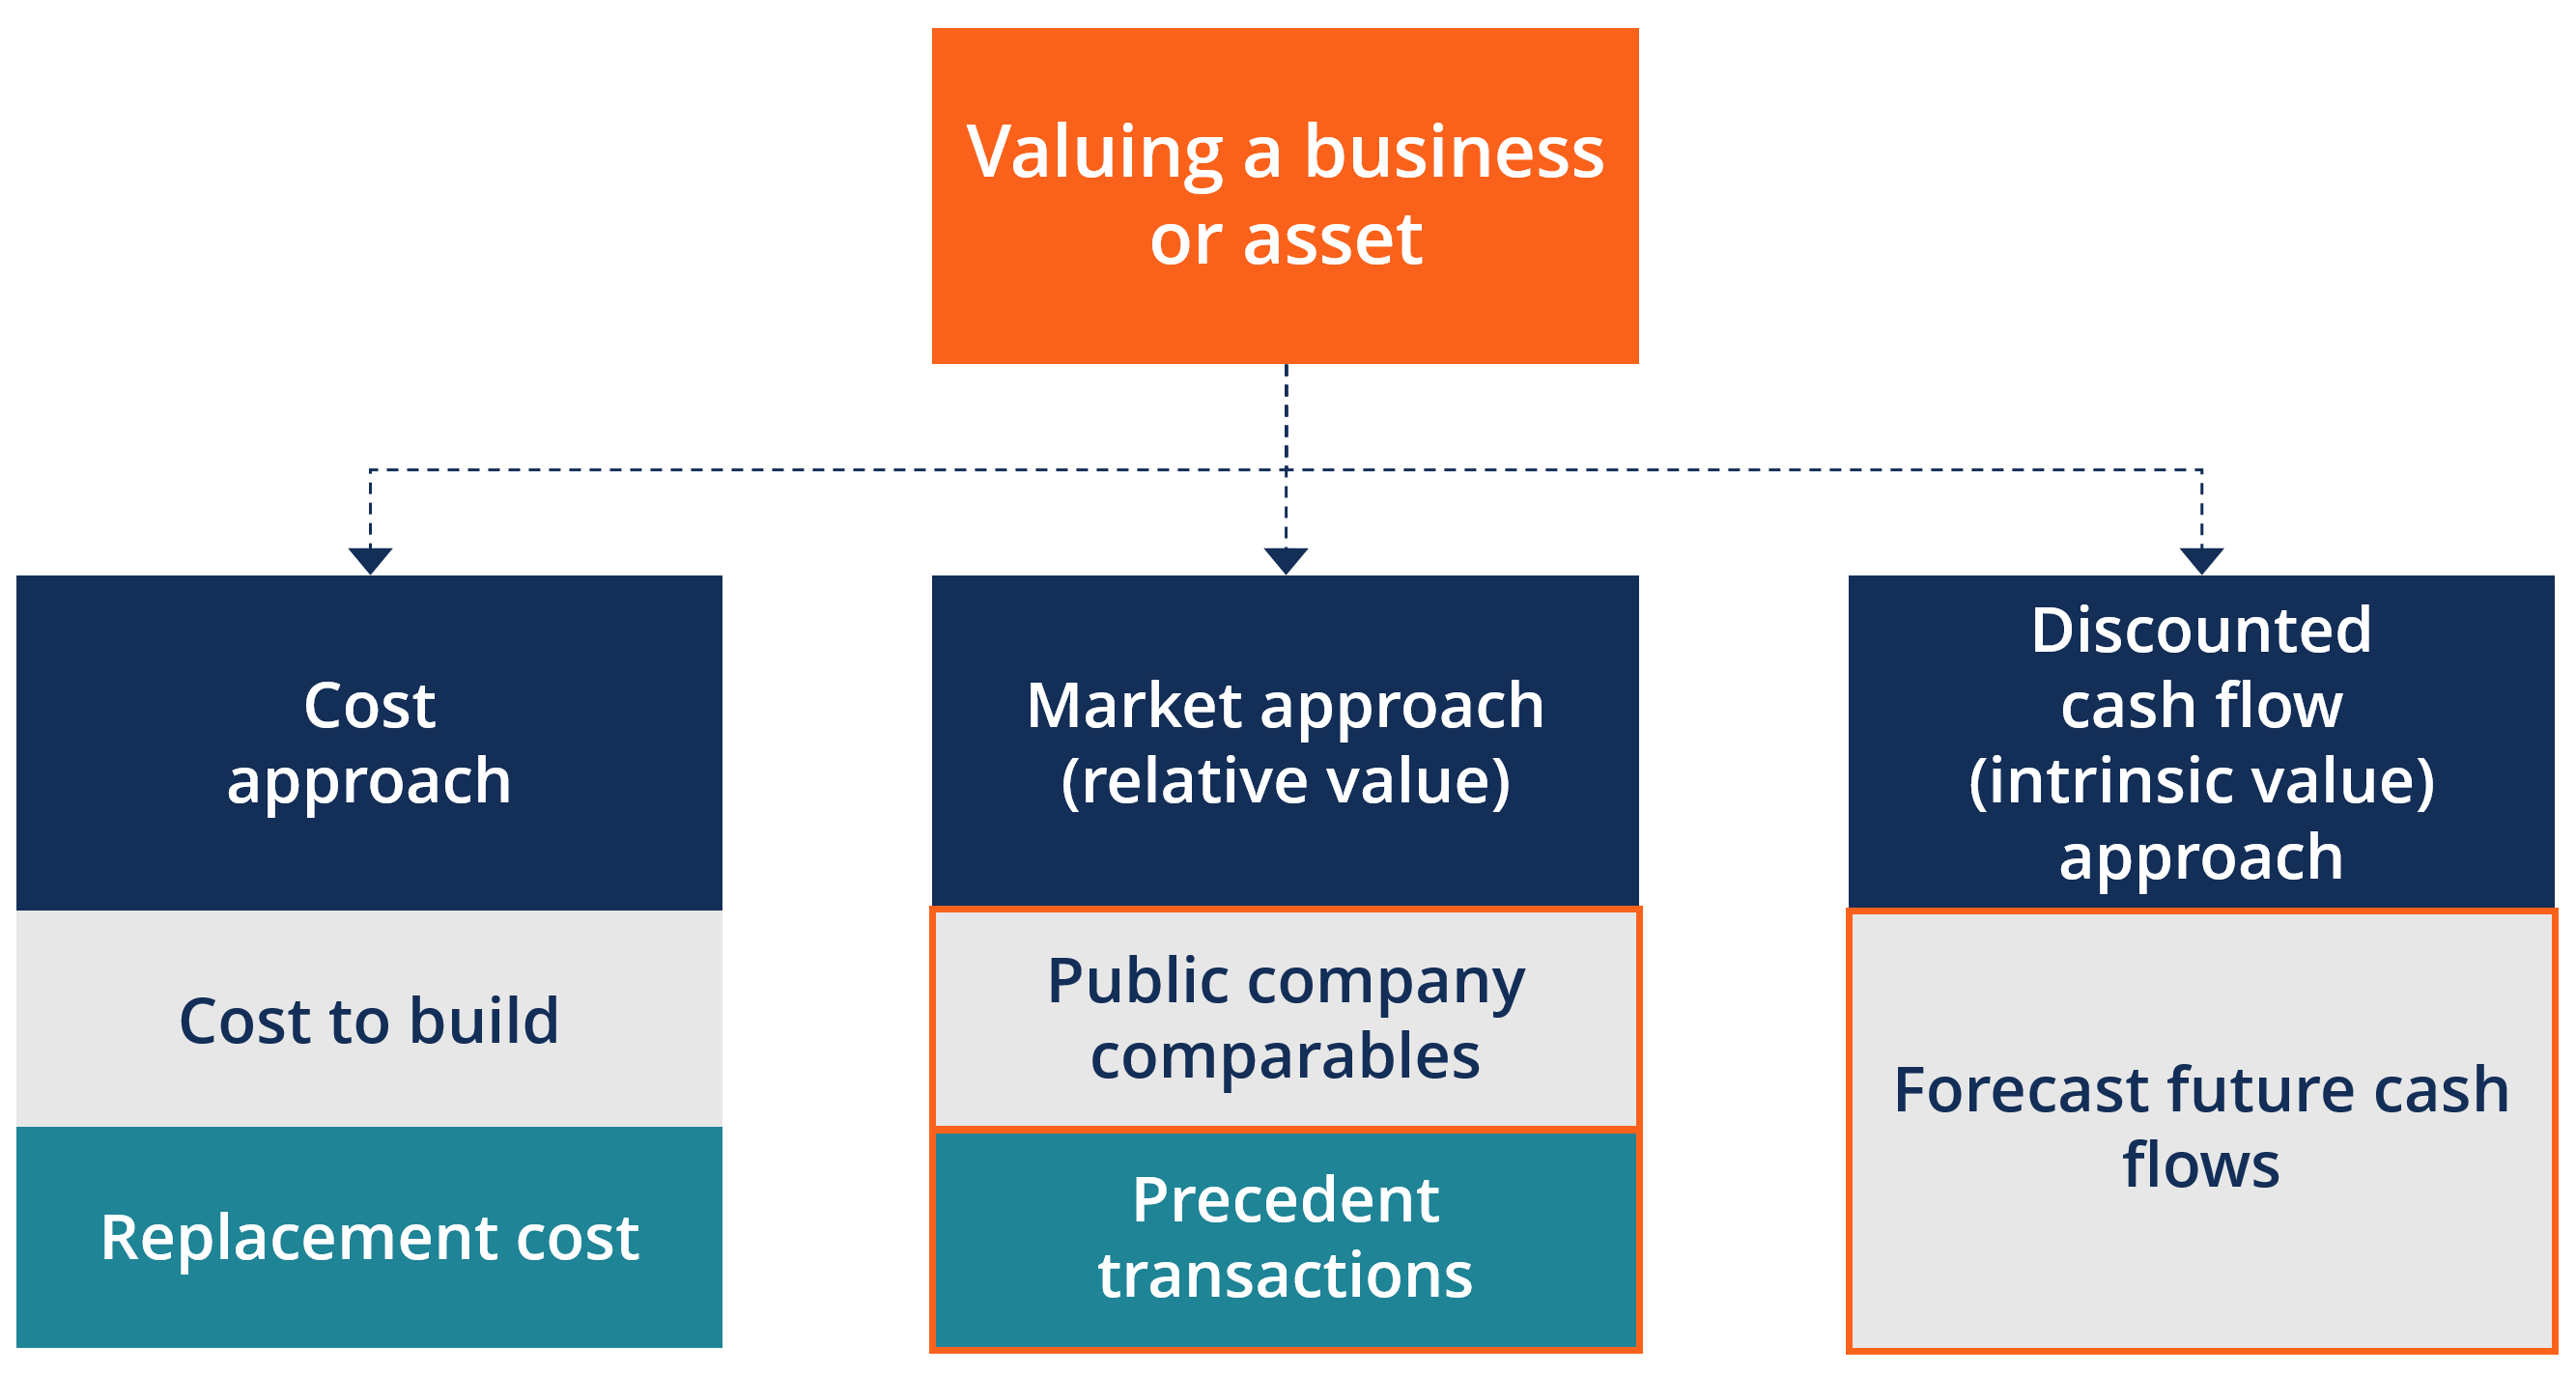 Valuing a business
or asset
Cost
approach
Cost to build
Replacement cost
Market approach
(relative value)
Public company
comparables
Precedent
transactions
Discounted
cash flow
(intrinsic value)
approach
Forecast future cash
flows